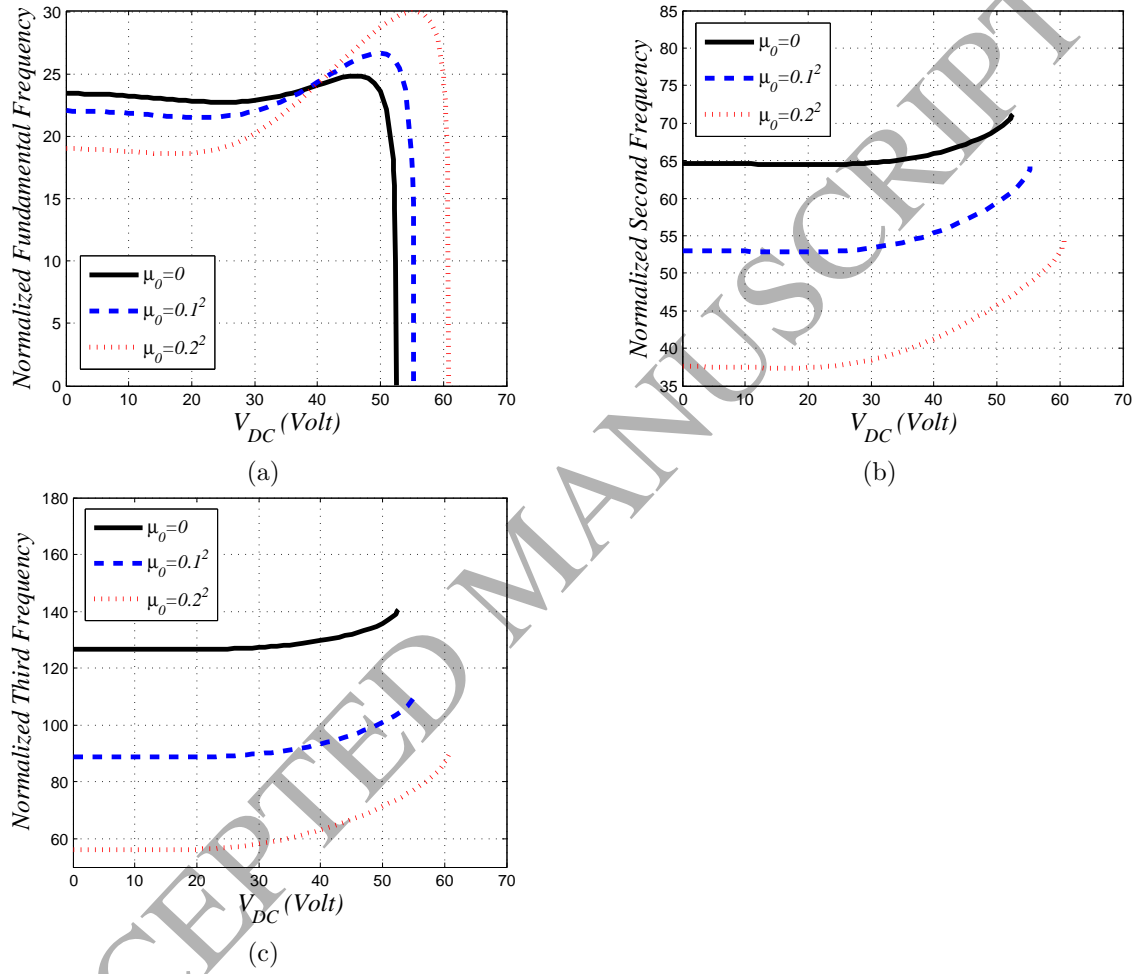 30
25
20
15
10
5
0
Normalized Fundamental Frequency
μ0=0
μ0=0.1²
μ0=0.2²
0 10 20 30 40 50 60 70
V_DC (Volt)
(a)
85
80
75
70
65
60
55
50
45
40
35
Normalized Second Frequency
μ0=0
μ0=0.1²
μ0=0.2²
0 10 20 30 40 50 60 70
V_DC (Volt)
(b)
180
160
140
120
100
80
60
Normalized Third Frequency
μ0=0
μ0=0.1²
μ0=0.2²
0 10 20 30 40 50 60 70
V_DC (Volt)
(c)
CEPTED MANUSCRIPT